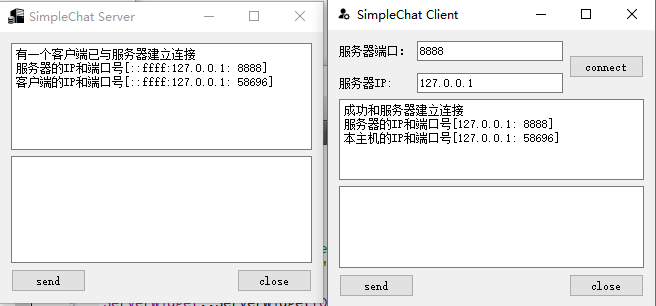 SimpleChat Server
有一个客户端已与服务器建立连接
服务器的IP和端口号[::ffff:127.0.0.1: 8888]
客户端的IP和端口号[::ffff:127.0.0.1: 58696]
send
close
SimpleChat Client
服务器端口：
8888
服务器IP:
127.0.0.1
connect
成功和服务器建立连接
服务器的IP和端口号[127.0.0.1: 8888]
本主机的IP和端口号[127.0.0.1: 58696]
send
close